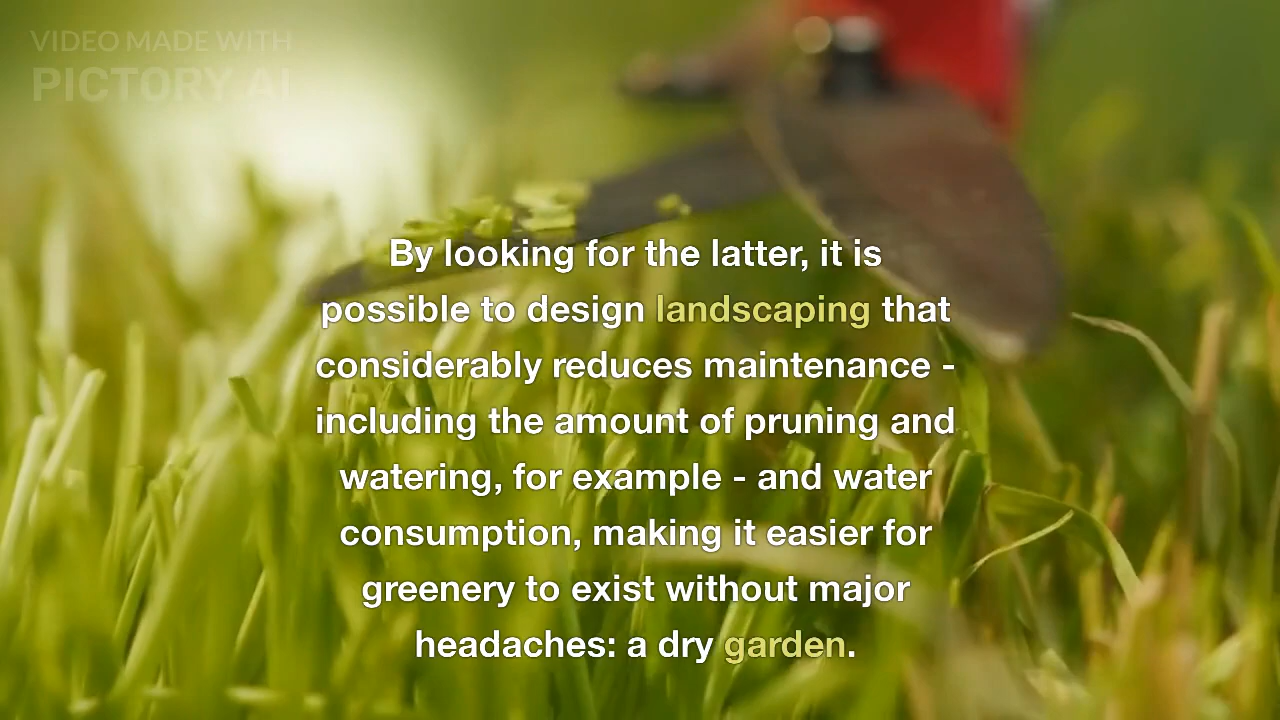 VIDEO MADE WITH
PICTORY AI
By looking for the latter, it is
possible to design landscaping that
considerably reduces maintenance -
including the amount of pruning and
watering, for example - and water
consumption, making it easier for
greenery to exist without major
headaches: a dry garden.